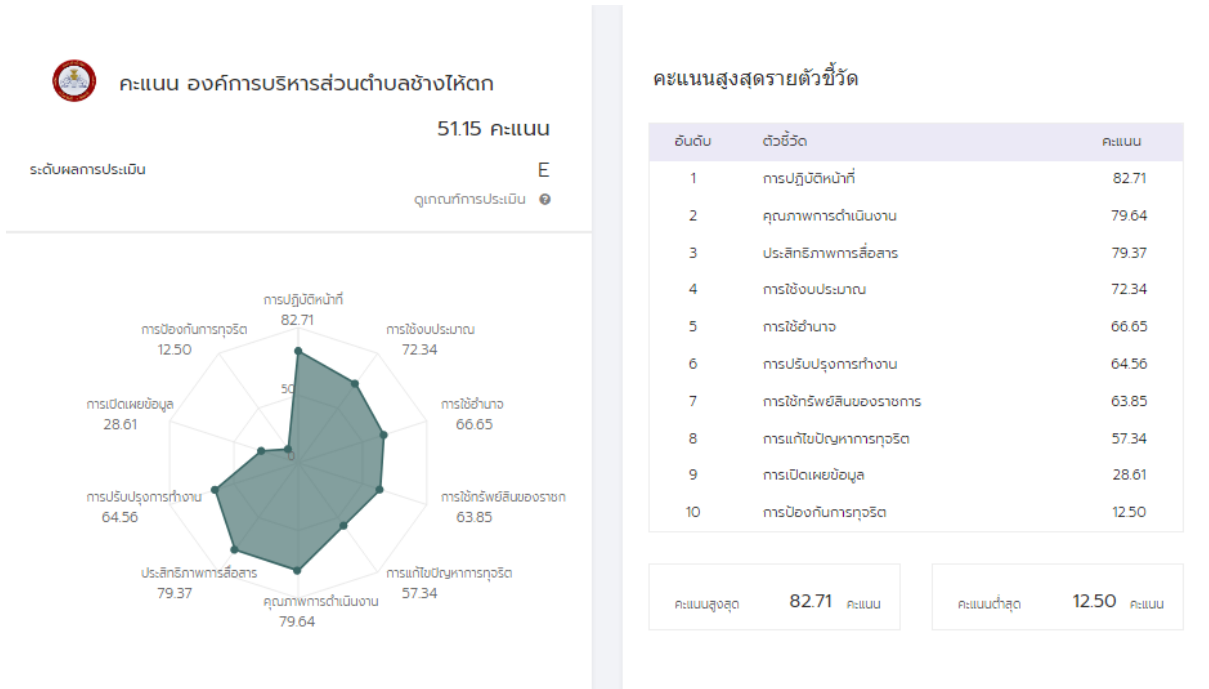 คะแนน องค์การบริหารส่วนตำบลช้างให้ตก
51.15 คะแนน
ระดับผลการประเมิน E
ดูเกณฑ์การประเมิน
การปฏิบัติหน้าที่
82.71
การป้องกันการทุจริต
12.50
การใช้งบประมาณ
72.34
50
การเปิดเผยข้อมูล
28.61
การใช้อำนาจ
66.65
0
การปรับปรุงการทำงาน
64.56
การใช้ทรัพย์สินของราชก
63.85
ประสิทธิภาพการสื่อสาร
79.37
การแก้ไขปัญหาการทุจริต
57.34
คุณภาพการดำเนินงาน
79.64
คะแนนสูงสุดรายตัวชี้วัด
อันดับ ตัวชี้วัด คะแนน
1 การปฏิบัติหน้าที่ 82.71
2 คุณภาพการดำเนินงาน 79.64
3 ประสิทธิภาพการสื่อสาร 79.37
4 การใช้งบประมาณ 72.34
5 การใช้อำนาจ 66.65
6 การปรับปรุงการทำงาน 64.56
7 การใช้ทรัพย์สินของราชการ 63.85
8 การแก้ไขปัญหาการทุจริต 57.34
9 การเปิดเผยข้อมูล 28.61
10 การป้องกันการทุจริต 12.50
คะแนนสูงสุด 82.71 คะแนน
คะแนนต่ำสุด 12.50 คะแนน